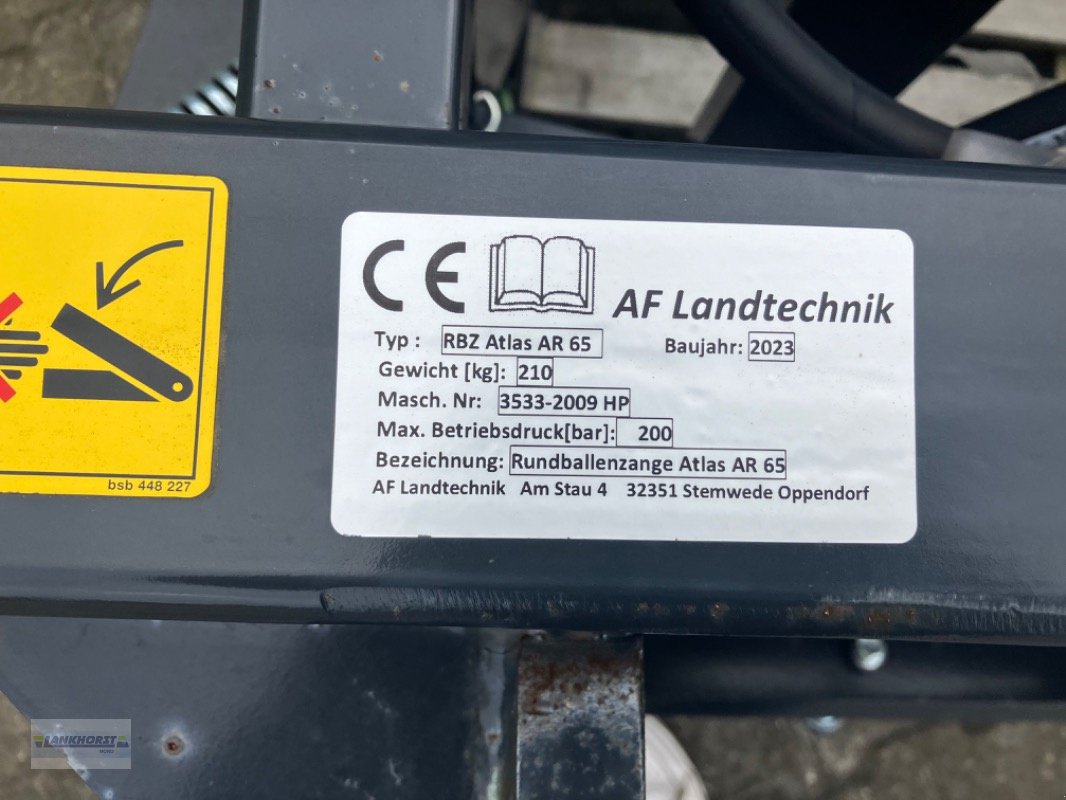 CE
AF Landtechnik
Typ : RBZ Atlas AR 65 Baujahr: 2023
Gewicht [kg]: 210
Masch. Nr: 3533-2009 HP
Max. Betriebsdruck[bar]: 200
Bezeichnung: Rundballenzange Atlas AR 65
AF Landtechnik Am Stau 4 32351 Stemwede Oppendorf
bsb 448 227
LANKHORST